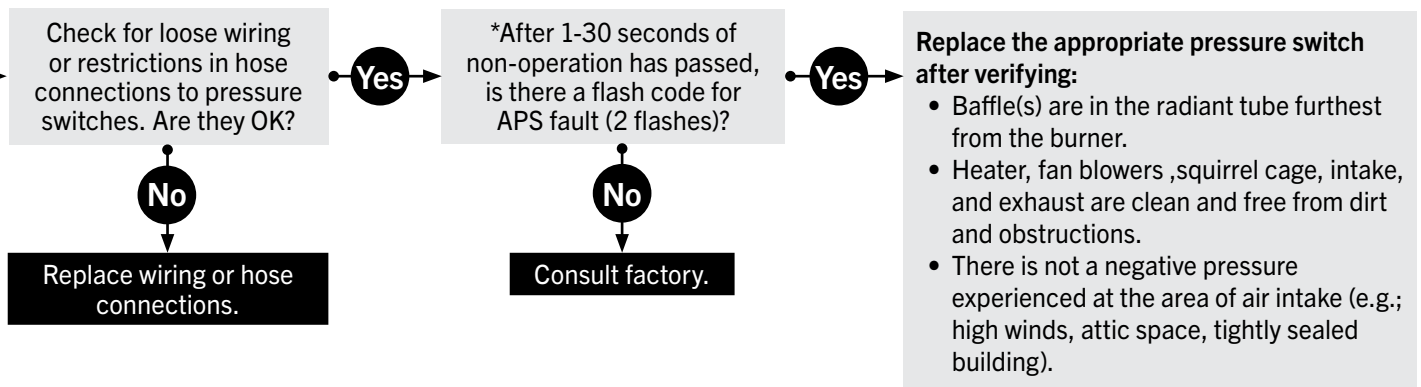 Check for loose wiring
or restrictions in hose
connections to pressure
switches. Are they OK?
Yes
No
Replace wiring or hose
connections.
*After 1-30 seconds of
non-operation has passed,
is there a flash code for
APS fault (2 flashes)?
Yes
No
Consult factory.
Replace the appropriate pressure switch
after verifying:
• Baffle(s) are in the radiant tube furthest
from the burner.
• Heater, fan blowers ,squirrel cage, intake,
and exhaust are clean and free from dirt
and obstructions.
• There is not a negative pressure
experienced at the area of air intake (e.g.;
high winds, attic space, tightly sealed
building).